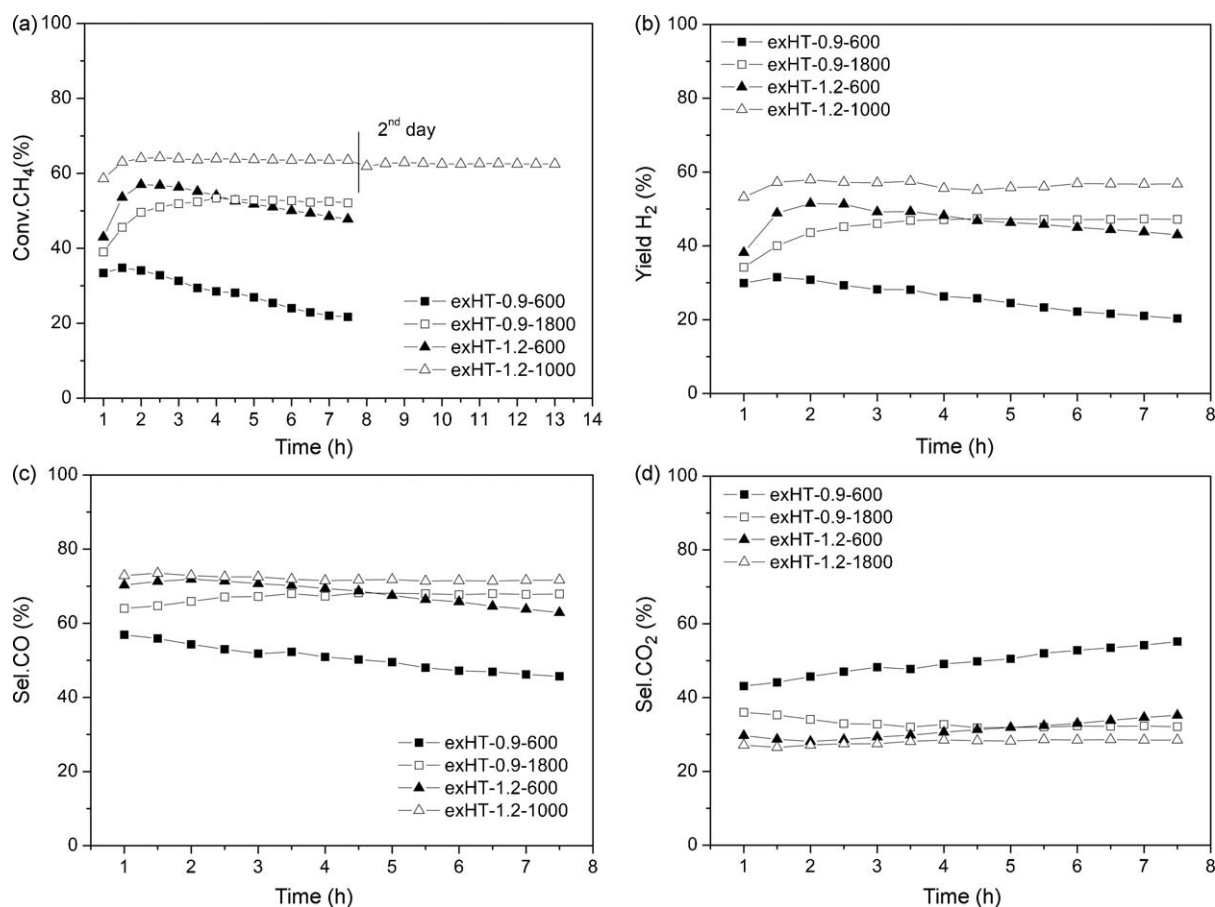 (a)
100
80
60
40
20
0
Conv.CH4(%)
2nd day
exHT-0.9-600
exHT-0.9-1800
exHT-1.2-600
exHT-1.2-1000
1 2 3 4 5 6 7 8 9 10 11 12 13 14
Time (h)
(b)
100
80
60
40
20
0
Yield H2 (%)
exHT-0.9-600
exHT-0.9-1800
exHT-1.2-600
exHT-1.2-1000
1 2 3 4 5 6 7 8
Time (h)
(c)
100
80
60
40
20
0
Sel.CO (%)
exHT-0.9-600
exHT-0.9-1800
exHT-1.2-600
exHT-1.2-1000
1 2 3 4 5 6 7 8
Time (h)
(d)
100
80
60
40
20
0
Sel.CO2 (%)
exHT-0.9-600
exHT-0.9-1800
exHT-1.2-600
exHT-1.2-1800
1 2 3 4 5 6 7 8
Time (h)